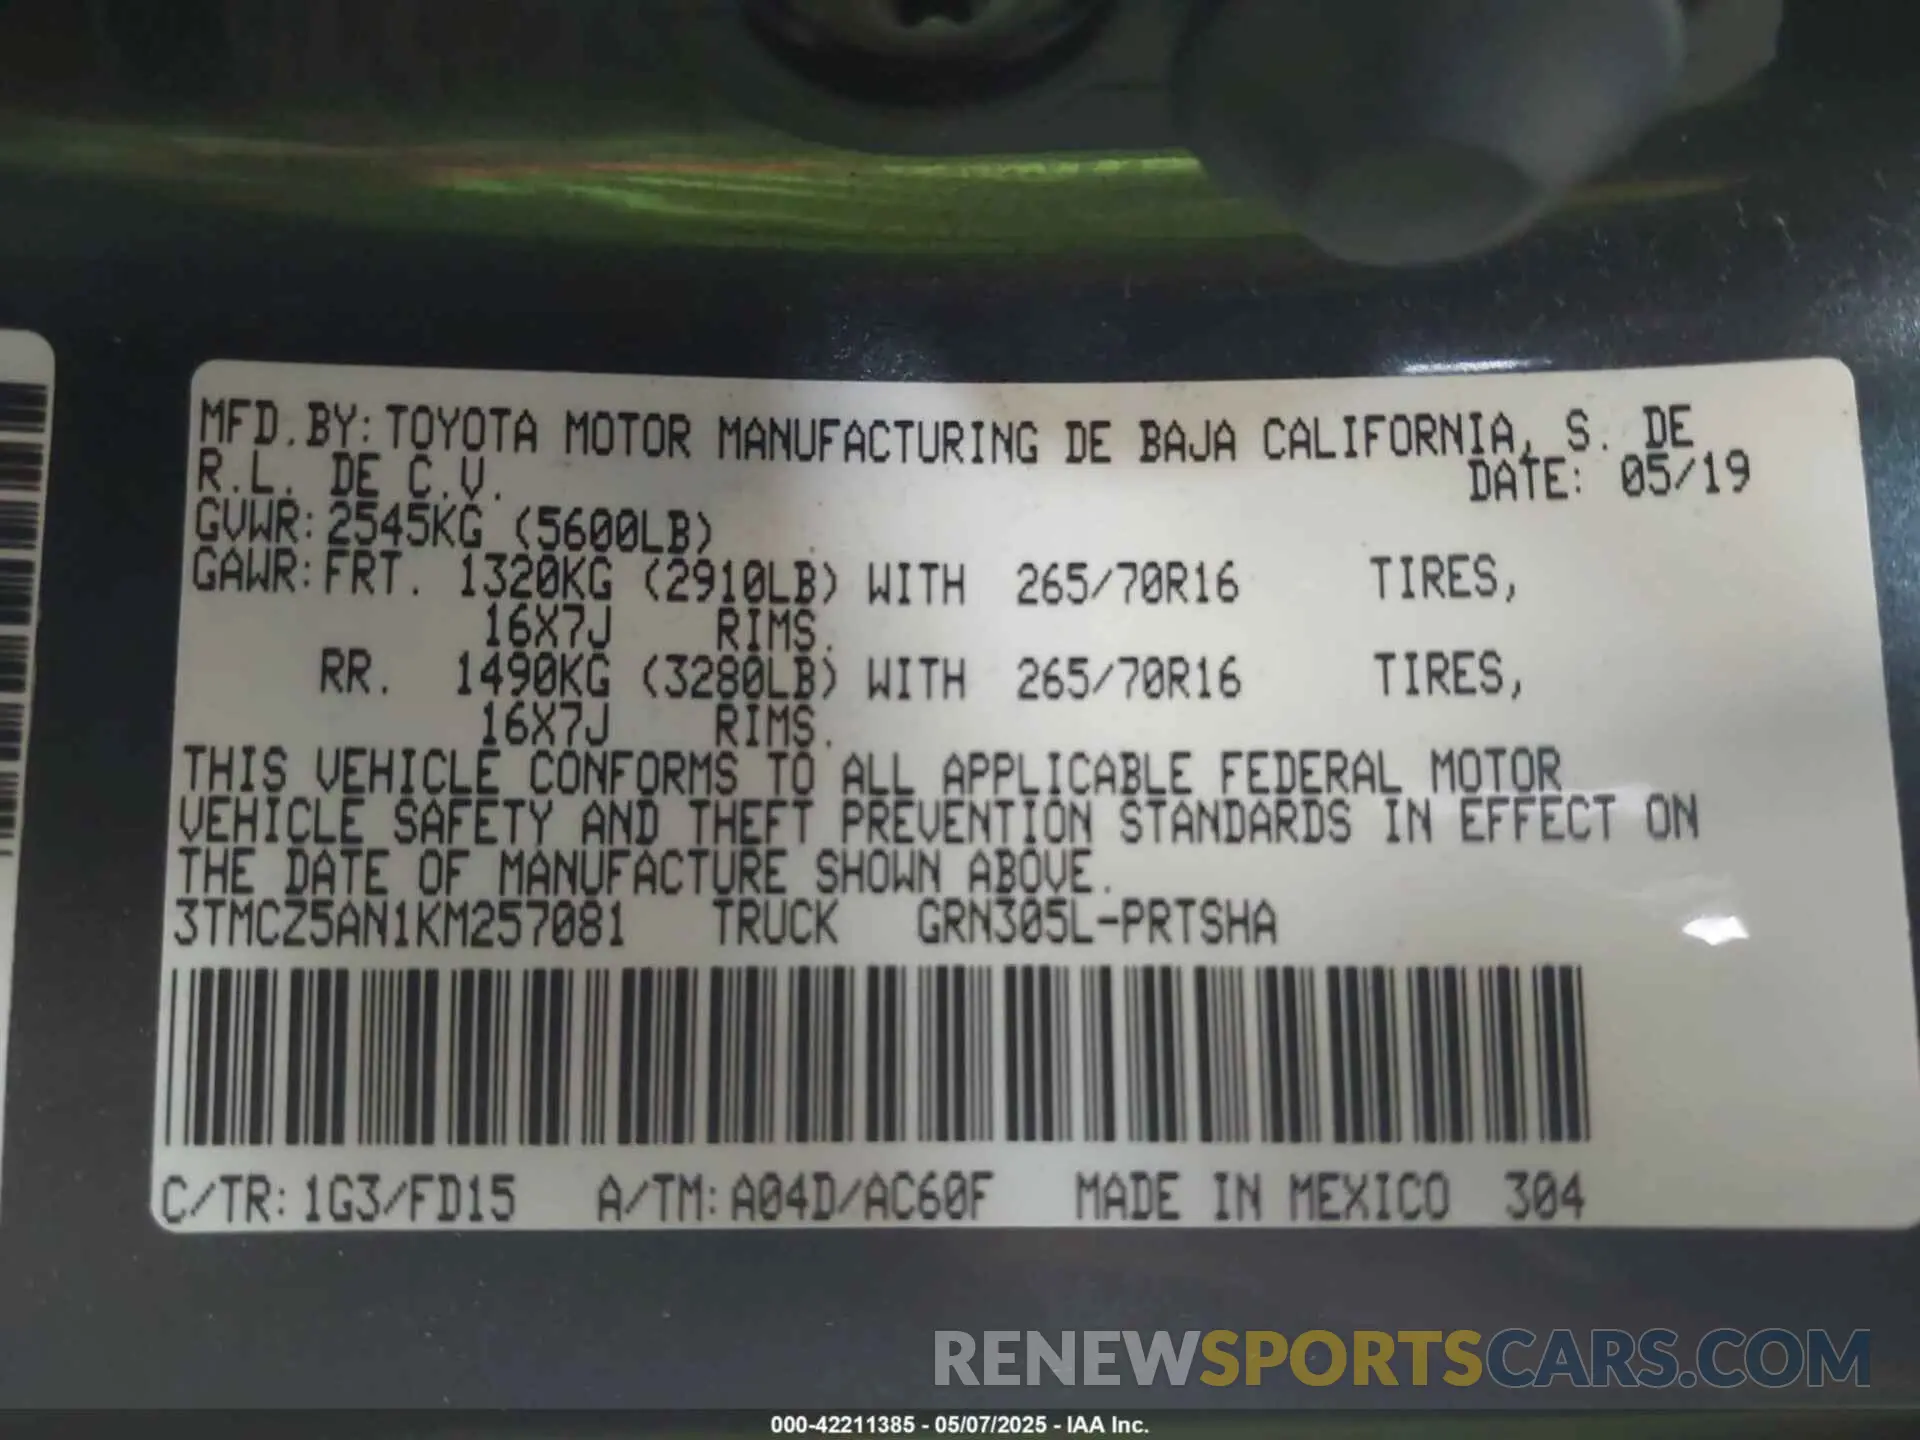 MFD.BY: TOYOTA MOTOR MANUFACTURING DE BAJA CALIFORNIA, S. DE
R.L. DE C.V. DATE: 05/19
GVWR: 2545KG (5600LB)
GAWR: FRT. 1320KG (2910LB) WITH 265/70R16 TIRES,
16X7J RIMS.
RR. 1490KG (3280LB) WITH 265/70R16 TIRES,
16X7J RIMS.
THIS VEHICLE CONFORMS TO ALL APPLICABLE FEDERAL MOTOR
VEHICLE SAFETY AND THEFT PREVENTION STANDARDS IN EFFECT ON
THE DATE OF MANUFACTURE SHOWN ABOVE.
3TMCZ5AN1KM257081 TRUCK GRN305L-PRTSHA
C/TR: 1G3/FD15 A/TM: A04D/AC60F MADE IN MEXICO 304
RENEWSPORTSCARS.COM
000-42211385 - 05/07/2025 - IAA Inc.